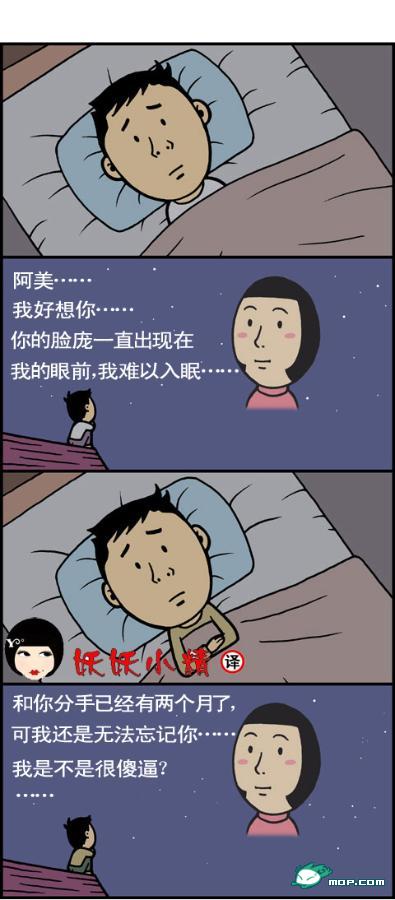 阿美……
我好想你……
你的脸庞一直出现在
我的眼前,我难以入眠……
Y°
妖妖小精 译
和你分手已经有两个月了,
可我还是无法忘记你……
我是不是很傻逼?
……
MOP.COM